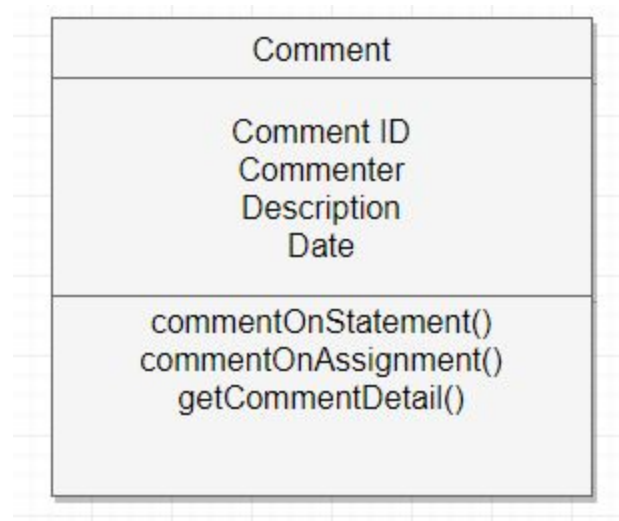 Comment
Comment ID
Commenter
Description
Date
commentOnStatement()
commentOnAssignment()
getCommentDetail()